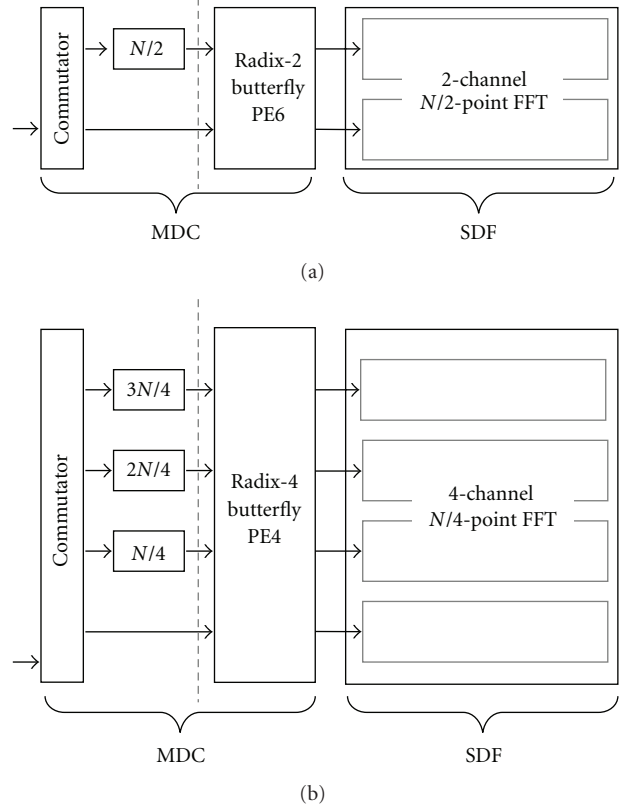 Commutator
N/2
Radix-2
butterfly
PE6
2-channel
N/2-point FFT
MDC
SDF
(a)
Commutator
3N/4
2N/4
N/4
Radix-4
butterfly
PE4
4-channel
N/4-point FFT
MDC
SDF
(b)